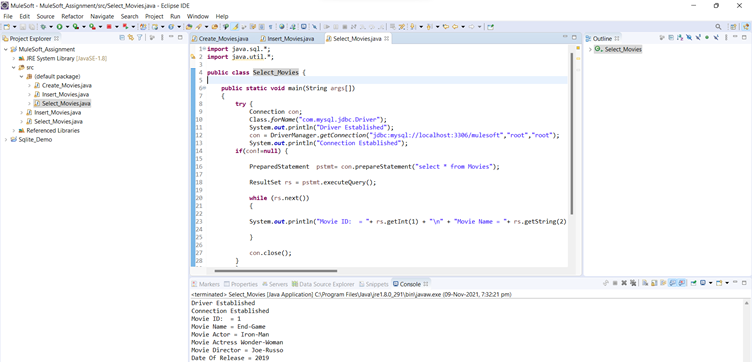 MuleSoft - MuleSoft_Assignment/src/Select_Movies.java - Eclipse IDE
File Edit Source Refactor Navigate Search Project Run Window Help
Project Explorer
MuleSoft_Assignment
JRE System Library [JavaSE-1.8]
src
(default package)
Create_Movies.java
Insert_Movies.java
Select_Movies.java
Insert_Movies.java
Select_Movies.java
Referenced Libraries
Sqlite_Demo
Create_Movies.java Insert_Movies.java Select_Movies.java
1 import java.sql.*;
2 import java.util.*;
3
4 public class Select_Movies {
5
6 public static void main(String args[])
7 {
8 try {
9 Connection con;
10 Class.forName("com.mysql.jdbc.Driver");
11 System.out.println("Driver Established");
12 con = DriverManager.getConnection("jdbc:mysql://localhost:3306/mulesoft","root","root");
13 System.out.println("Connection Established");
14 if(con!=null) {
15
16 PreparedStatement pstmt= con.prepareStatement("select * from Movies");
17
18 ResultSet rs = pstmt.executeQuery();
19
20 while (rs.next())
21 {
22
23 System.out.println("Movie ID: = "+ rs.getInt(1) + "\n" + "Movie Name = "+ rs.getString(2)
24
25 }
26
27 con.close();
28 }
Outline
Select_Movies
Markers Properties Servers Data Source Explorer Snippets Console
<terminated> Select_Movies [Java Application] C:\Program Files\Java\jre1.8.0_291\bin\javaw.exe (09-Nov-2021, 7:32:21 pm)
Driver Established
Connection Established
Movie ID: = 1
Movie Name = End-Game
Movie Actor = Iron-Man
Movie Actress Wonder-Woman
Movie Director = Joe-Russo
Date Of Release = 2019